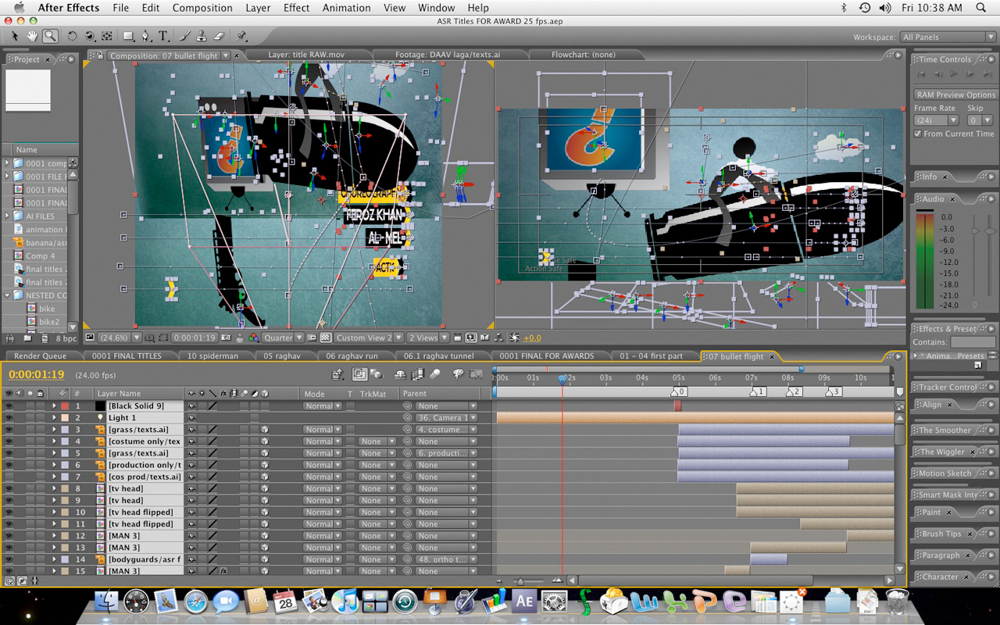 After Effects File Edit Composition Layer Effect Animation View Window Help Fri 10:38 AM
ASR Titles FOR AWARD 25 fps.aep
Workspace: All Panels
Project
Composition: 07 bullet flight
Layer: title RAW.mov
Footage: DAAV laga/texts.ai
Flowchart: (none)
Time Controls
RAM Preview Options
Frame Rate Skip
(24) 0
From Current Time
Info
Audio
0.0
-3.0
-6.0
-9.0
-12.0
-15.0
-18.0
-21.0
-24.0
0
Name
0001 comp
0001 FILE
0001 FINAL
0001 FINAL
AI FILES
animation
banana/asr
Comp 4
final titles
final titles
NESTED CO
bike
bike2
8 bpc
FEROZ KHAN
Action Safe
(24.6%) 0:00:01:19 Quarter Custom View 2 2 Views +0.0
Effects & Preset
Contains:
* Anima...Presets
Render Queue
0001 FINAL TITLES
10 spiderman
05 raghav
06 raghav run
06.1 raghav tunnel
0001 FINAL FOR AWARDS
01 - 04 first part
07 bullet flight
0:00:01:19 (24.00 fps)
:00s 01s 02s 03s 04s 05s 06s 07s 08s 09s 10s
0 1 2 3
# Layer Name Mode T TrkMat Parent
1 [Black Solid 9] Normal None
2 Light 1 36. Camera 1
3 [grass/texts.ai] Normal 4. costume...
4 [costume only/tex Normal None None
5 [grass/texts.ai] Normal None 6. producti...
6 [production only/t Normal None None
7 [cos prod/texts.ai] Normal None None
8 [tv head] Normal None None
9 [tv head] Normal None None
10 [tv head flipped] Normal None None
11 [tv head flipped] Normal None None
12 [MAN 3] Normal None None
13 [MAN 3] Normal None None
14 [bodyguards/asr f Normal None 48. ortho t...
15 [MAN 3] Normal None None
Tracker Control
Align
The Smoother
The Wiggler
Motion Sketch
Smart Mask Inte
Paint
Brush Tips
Paragraph
Character
MAY
28
AE
PDF